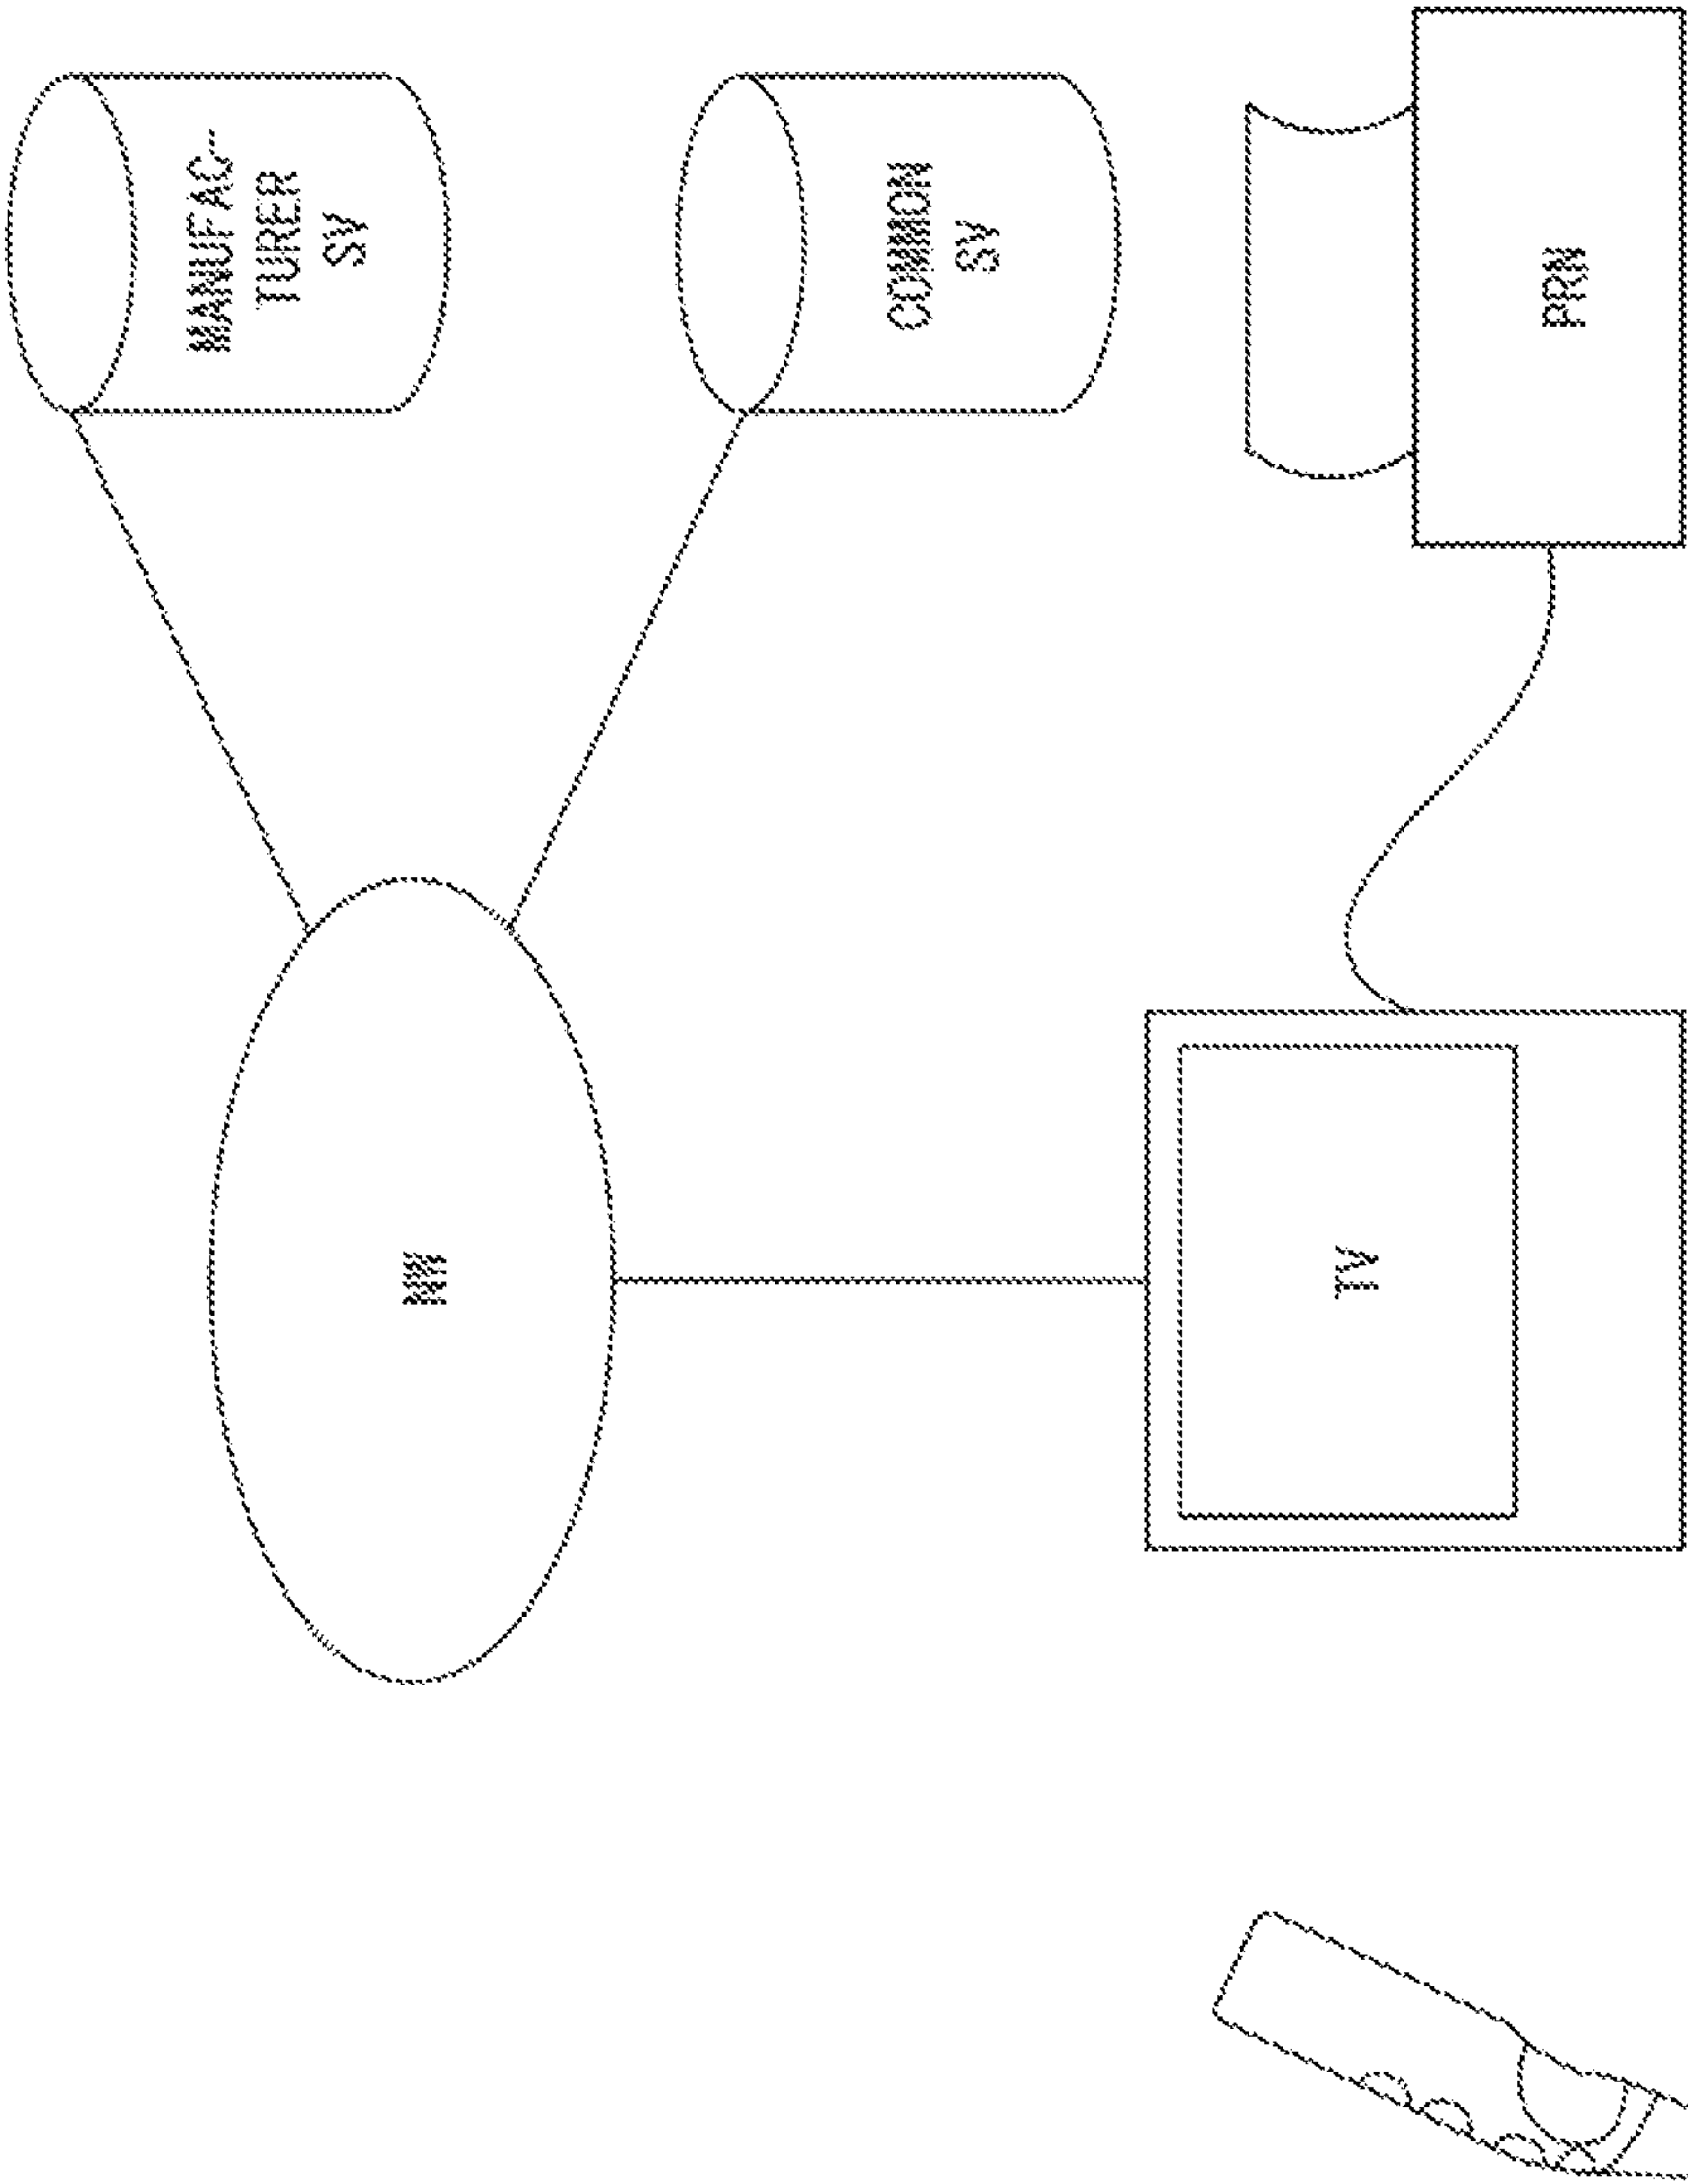 MANUFAC-
TURER
SV
NW
COMMON
SV
TV
PRN